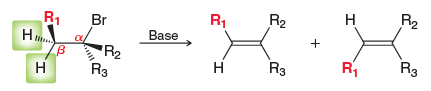 R1 Br Base R1 R2 H R2
H β α R2 +
H R3 H R3 R1 R3